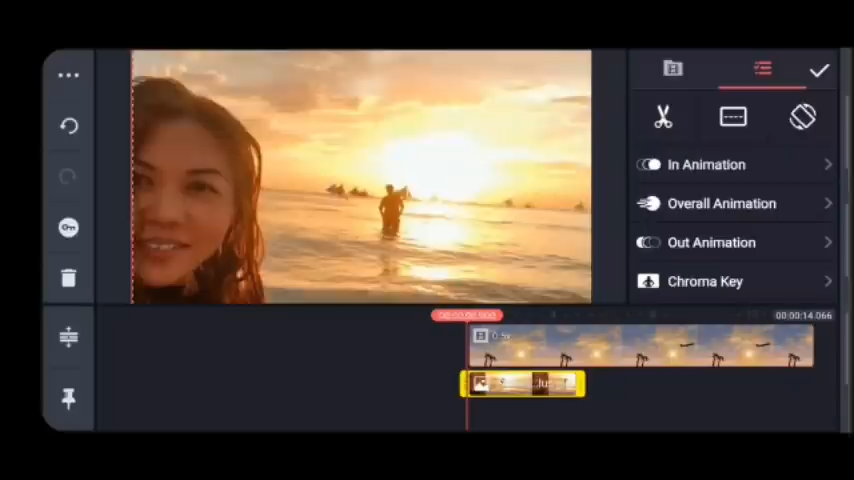 In Animation
Overall Animation
Out Animation
Chroma Key
00:00:14.066